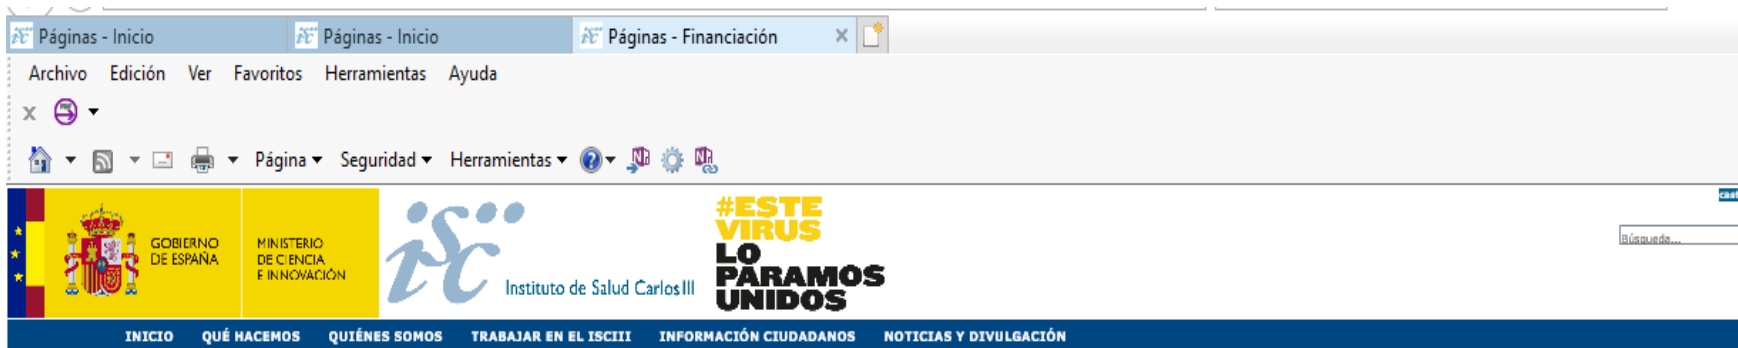 Páginas - Inicio Páginas - Inicio Páginas - Financiación
Archivo Edición Ver Favoritos Herramientas Ayuda
Página Seguridad Herramientas
GOBIERNO
DE ESPAÑA
MINISTERIO
DE CIENCIA
E INNOVACIÓN
isc
Instituto de Salud Carlos III
#ESTE
VIRUS
LO
PARAMOS
UNIDOS
Búsqueda...
INICIO QUÉ HACEMOS QUIÉNES SOMOS TRABAJAR EN EL ISCIII INFORMACIÓN CIUDADANOS NOTICIAS Y DIVULGACIÓN